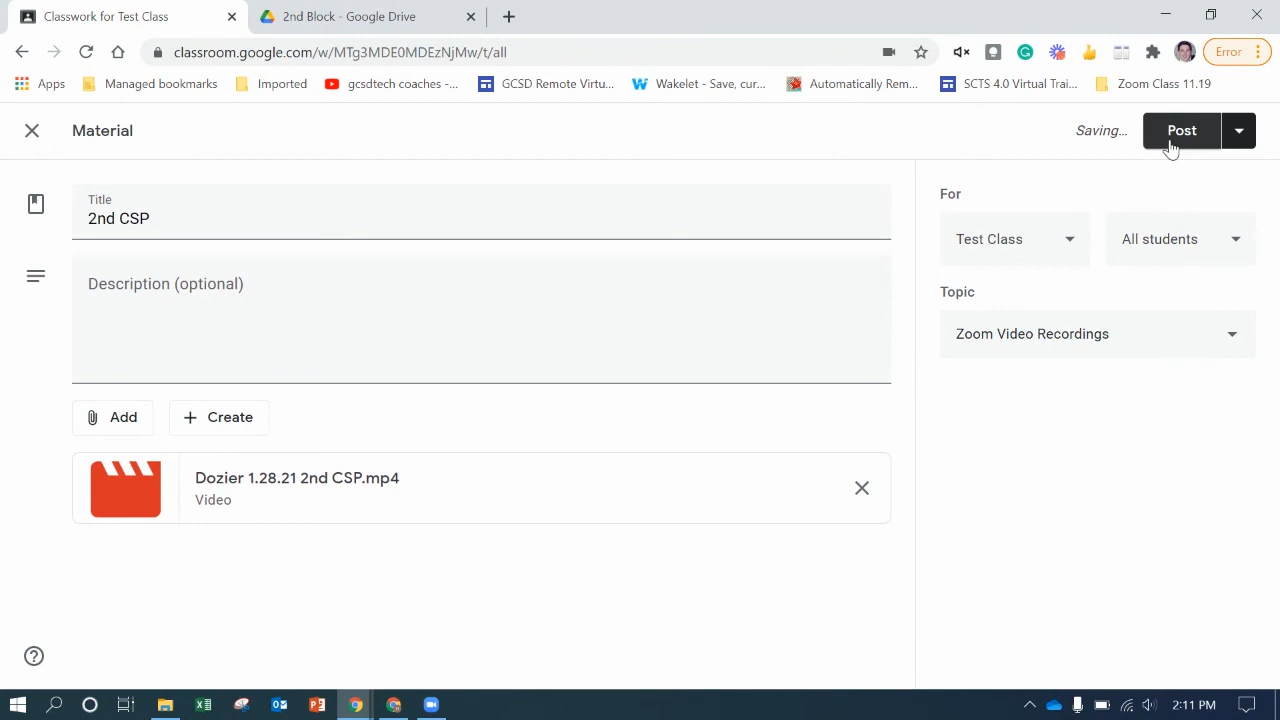 Classwork for Test Class
2nd Block - Google Drive
classroom.google.com/w/MTg3MDE0MDEzNjMw/t/all
Error
Apps
Managed bookmarks
Imported
gcsdtech coaches -...
GCSD Remote Virtu...
Wakelet - Save, cur...
Automatically Rem...
SCTS 4.0 Virtual Trai...
Zoom Class 11.19
Material
Saving...
Post
Title
2nd CSP
Description (optional)
Add
Create
Dozier 1.28.21 2nd CSP.mp4
Video
For
Test Class
All students
Topic
Zoom Video Recordings
2:11 PM